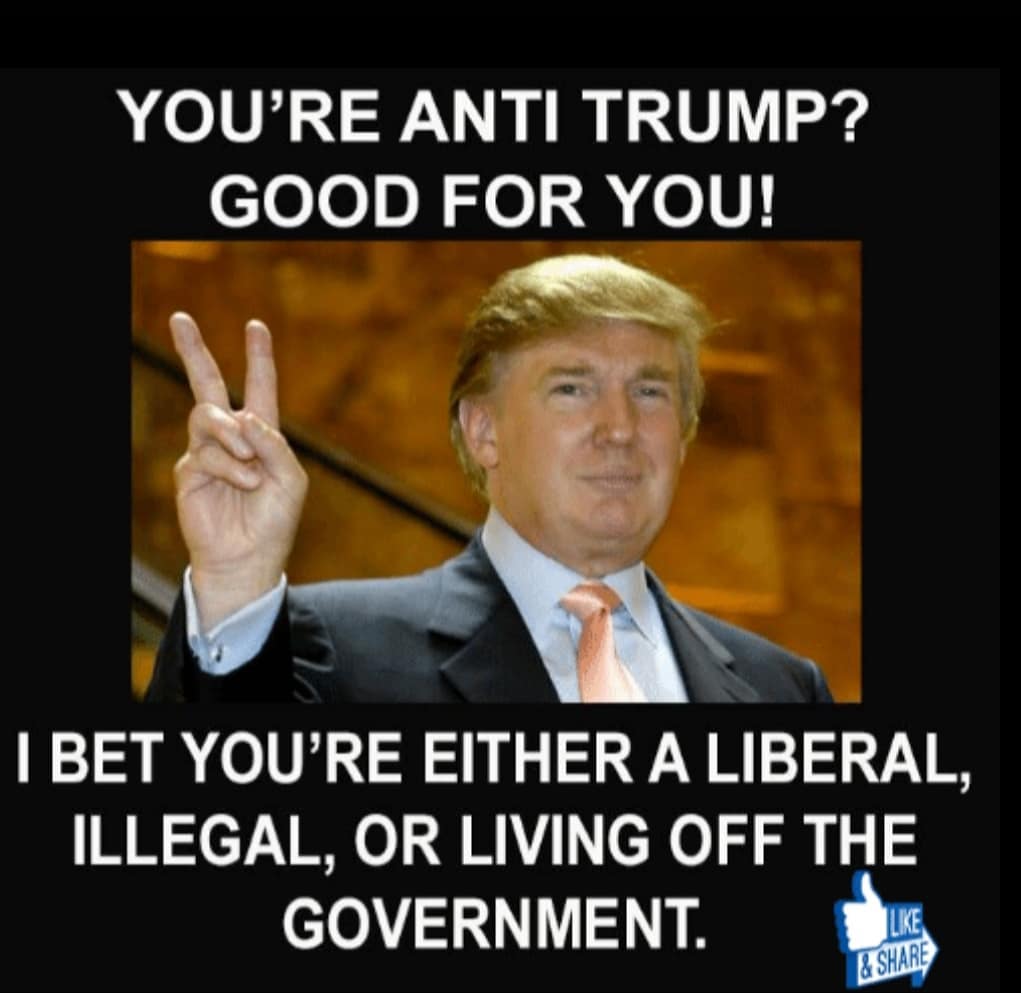 YOU'RE ANTI TRUMP?
GOOD FOR YOU!
I BET YOU'RE EITHER A LIBERAL,
ILLEGAL, OR LIVING OFF THE
GOVERNMENT.
LIKE
& SHARE